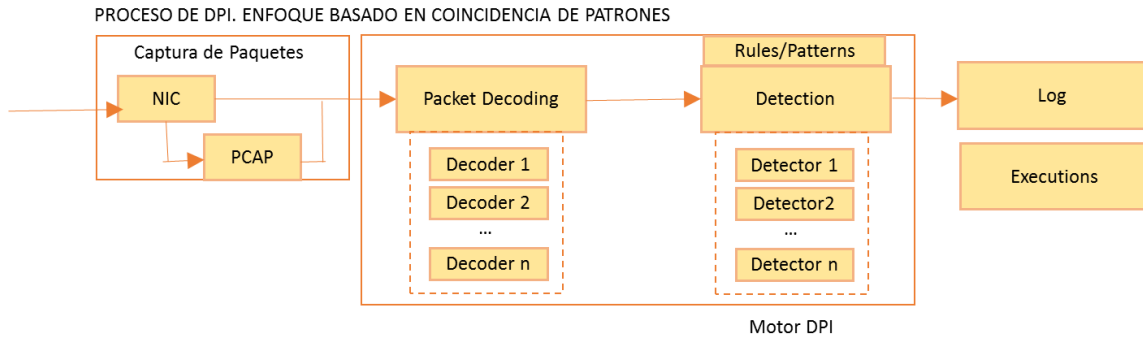 PROCESO DE DPI. ENFOQUE BASADO EN COINCIDENCIA DE PATRONES
Captura de Paquetes
NIC
PCAP
Packet Decoding
Decoder 1
Decoder 2
...
Decoder n
Rules/Patterns
Detection
Detector 1
Detector2
...
Detector n
Log
Executions
Motor DPI